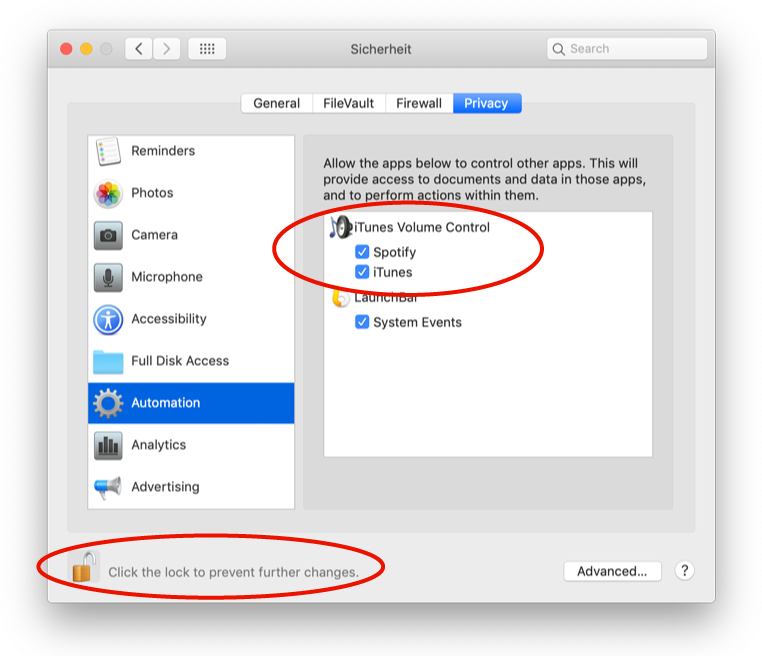 Sicherheit
Search
General
FileVault
Firewall
Privacy
Reminders
Photos
Camera
Microphone
Accessibility
Full Disk Access
Automation
Analytics
Advertising
Allow the apps below to control other apps. This will
provide access to documents and data in those apps,
and to perform actions within them.
iTunes Volume Control
Spotify
iTunes
LaunchBar
System Events
Click the lock to prevent further changes.
Advanced...
?